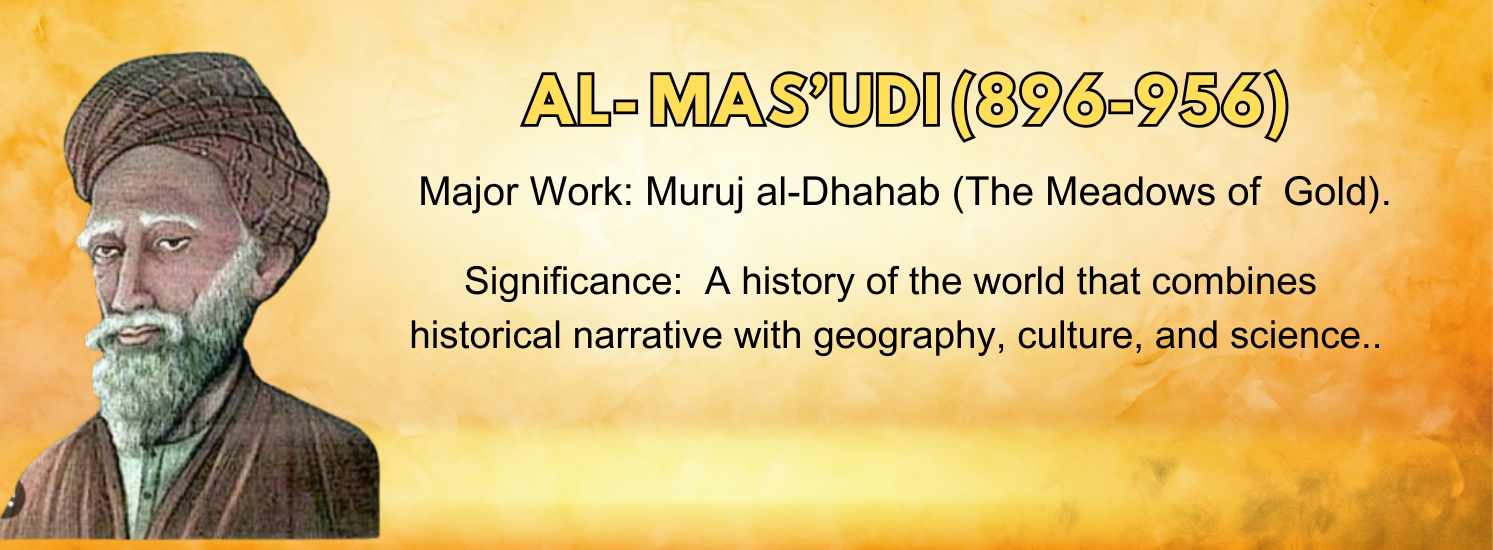 AL- MAS’UDI (896-956)
Major Work: Muruj al-Dhahab (The Meadows of  Gold).
Significance:  A history of the world that combines
historical narrative with geography, culture, and science..